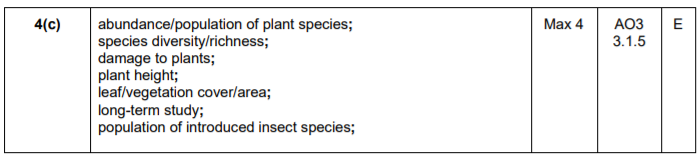 4(c) abundance/population of plant species; Max 4 AO3 E
species diversity/richness; 3.1.5
damage to plants;
plant height;
leaf/vegetation cover/area;
long-term study;
population of introduced insect species;